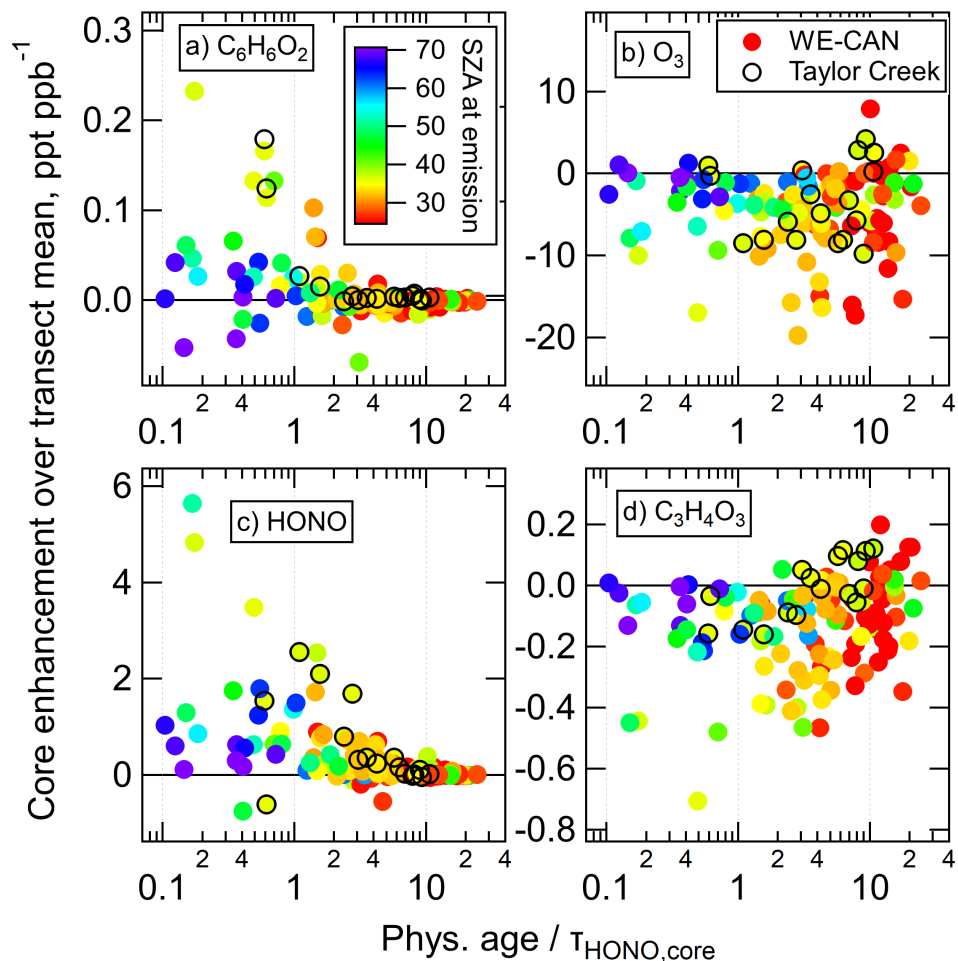 Core enhancement over transect mean, ppt ppb⁻¹
a) C₆H₆O₂
0.3
0.2
0.1
0.0
SZA at emission
70
60
50
40
30
0.1 2 4 1 2 4 10 2 4
b) O₃
WE-CAN
Taylor Creek
10
0
-10
-20
0.1 2 4 1 2 4 10 2 4
c) HONO
6
4
2
0
0.1 2 4 1 2 4 10 2 4
d) C₃H₄O₃
0.2
0.0
-0.2
-0.4
-0.6
-0.8
0.1 2 4 1 2 4 10 2 4
Phys. age / τHONO,core